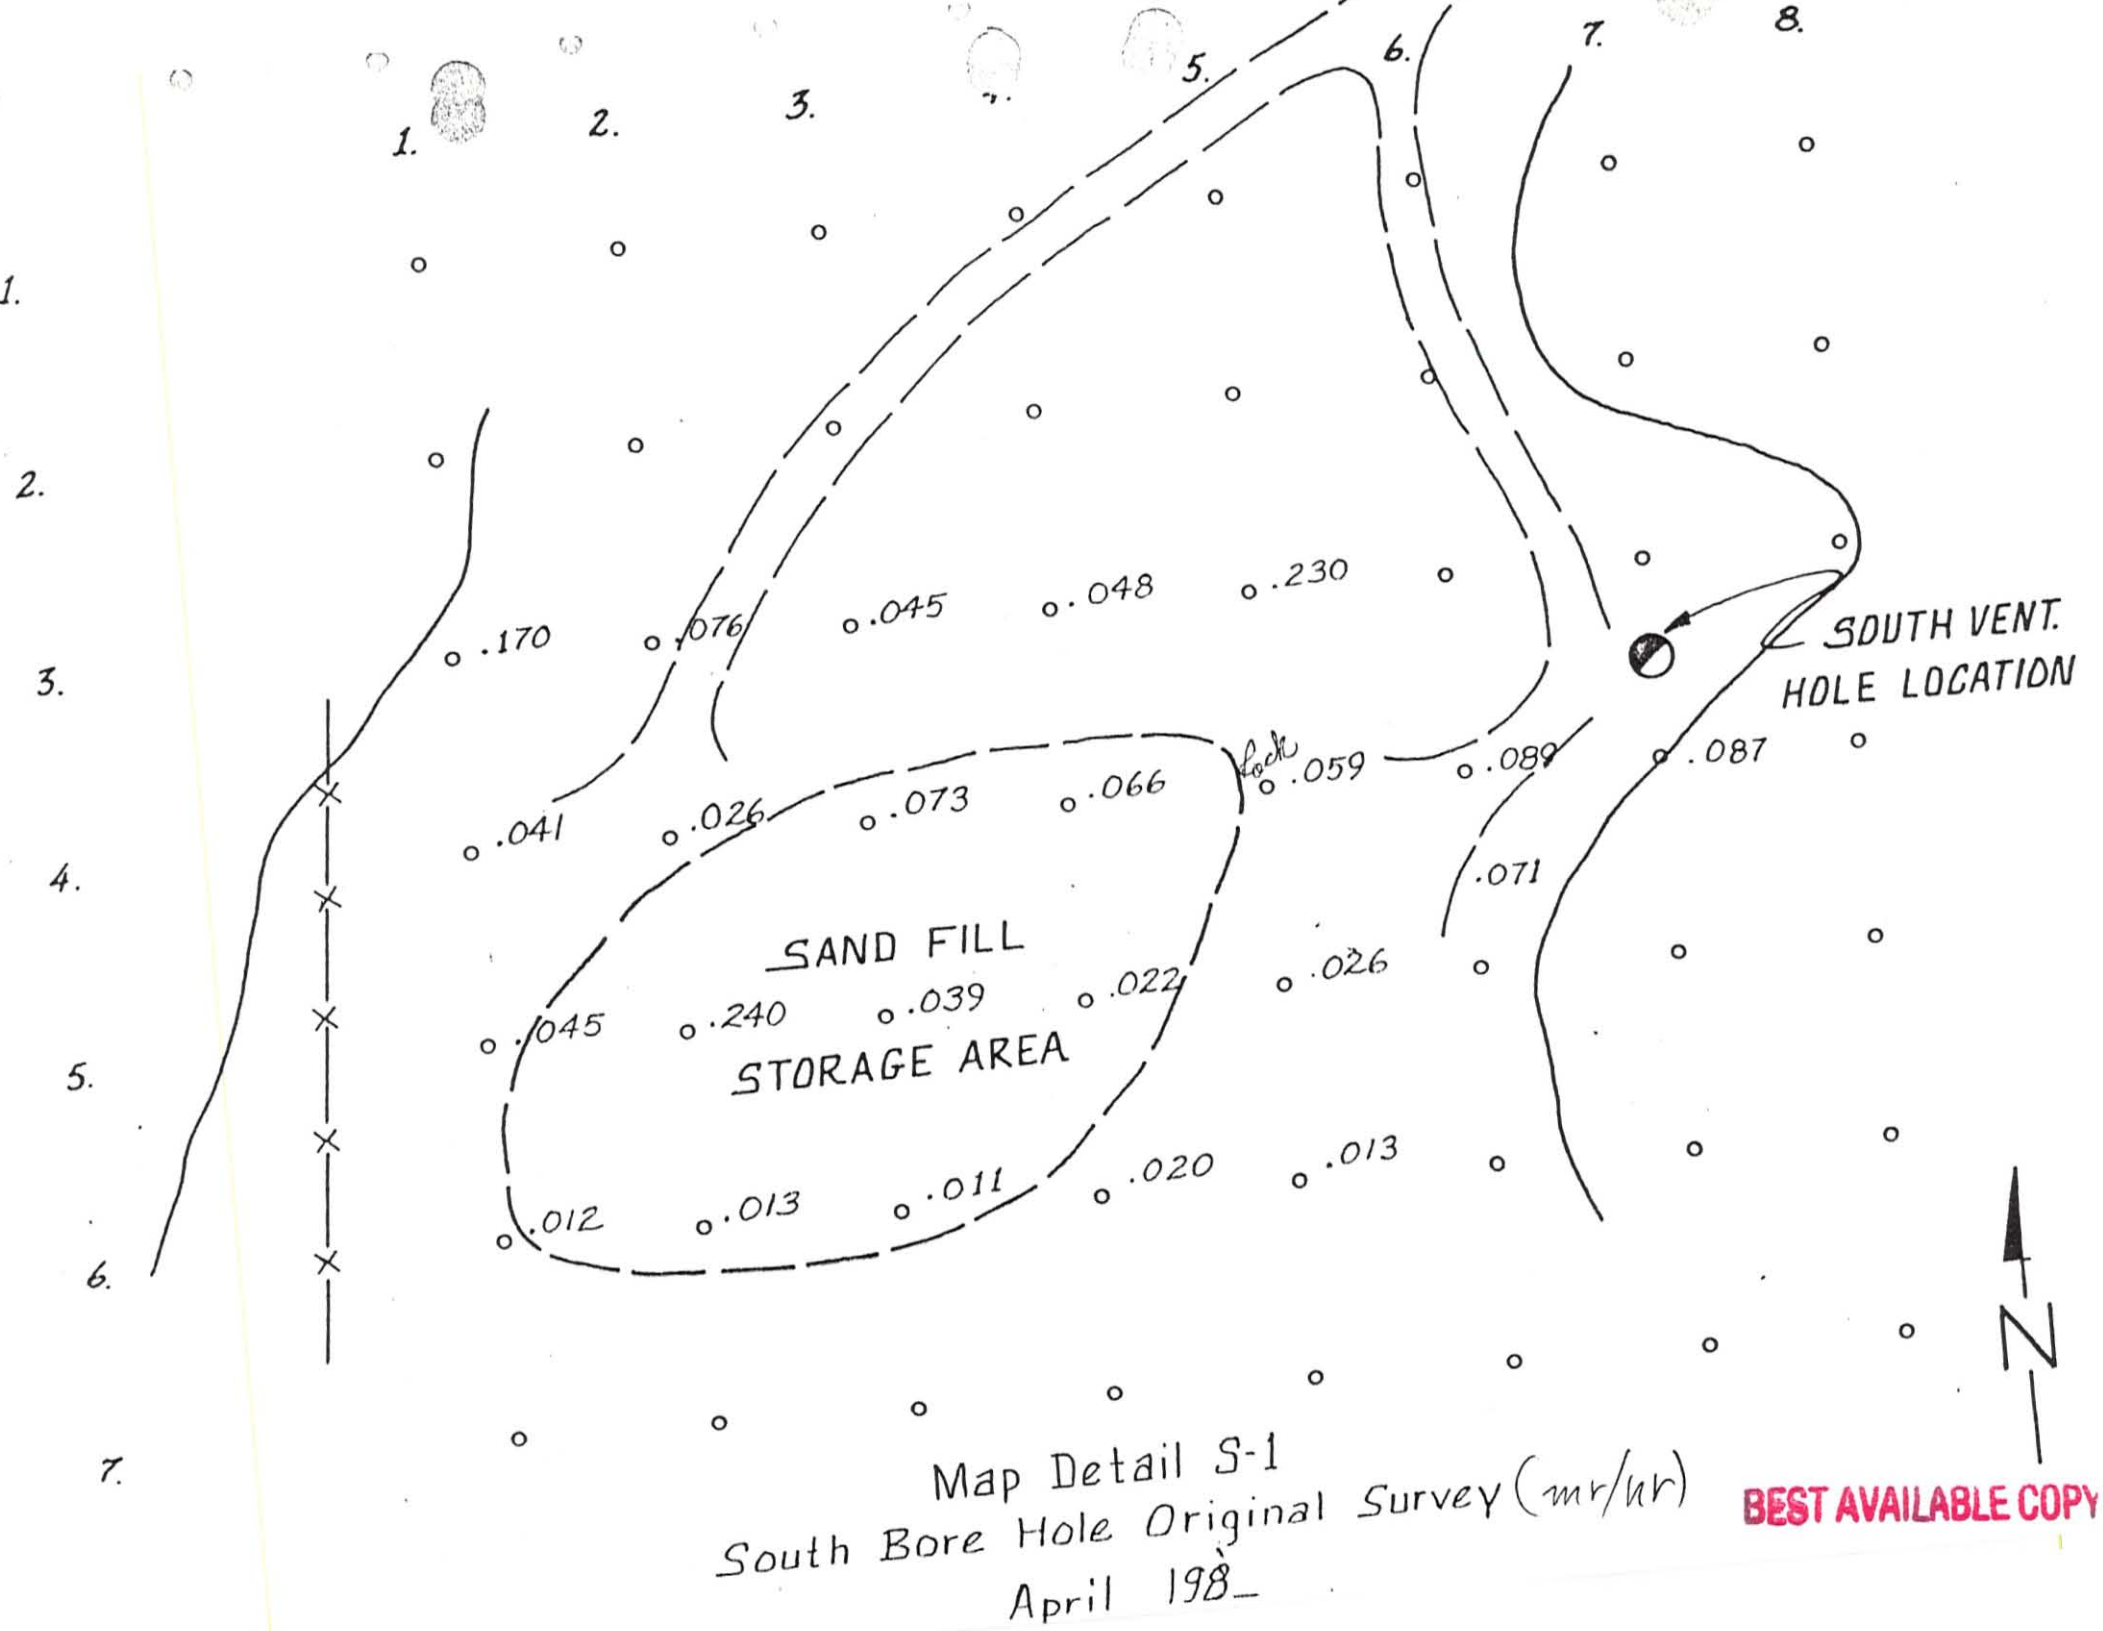 1. 2. 3. 5. 6. 7. 8.
1.
2.
3.
.170 .076 .045 .048 .230
SOUTH VENT.
HOLE LOCATION
4.
.041 .026 .073 .066 .059 .089 .087
.071
SAND FILL
5.
.045 .240 .039 .022 .026
STORAGE AREA
6.
.012 .013 .011 .020 .013
N
7.
Map Detail S-1
South Bore Hole Original Survey (mr/hr)
BEST AVAILABLE COPY
April 198_